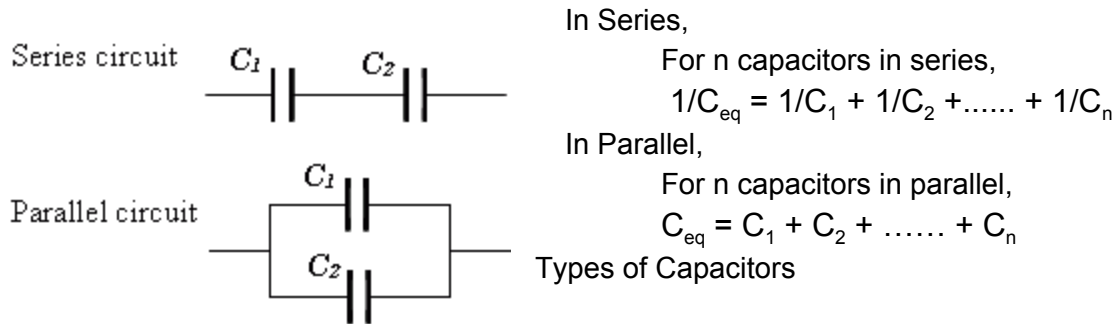 Series circuit
C₁
C₂
Parallel circuit
C₁
C₂
In Series,
For n capacitors in series,
1/Cₑq = 1/C₁ + 1/C₂ +...... + 1/Cₙ
In Parallel,
For n capacitors in parallel,
Cₑq = C₁ + C₂ + …… + Cₙ
Types of Capacitors